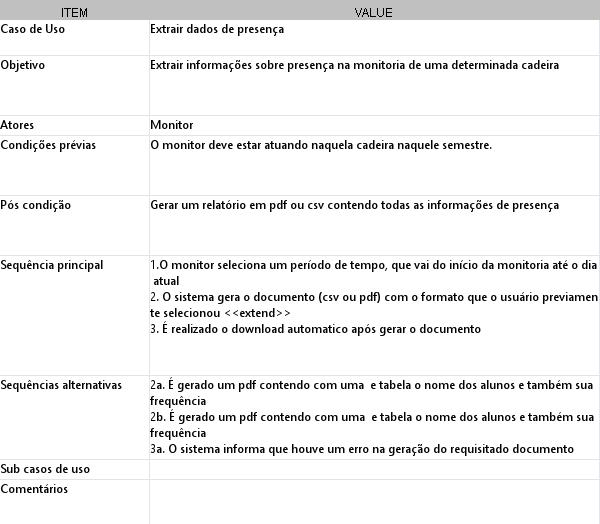 ITEM VALUE
Caso de Uso Extrair dados de presença
Objetivo Extrair informações sobre presença na monitoria de uma determinada cadeira
Atores Monitor
Condições prévias O monitor deve estar atuando naquela cadeira naquele semestre.
Pós condição Gerar um relatório em pdf ou csv contendo todas as informações de presença
Sequência principal 1.O monitor seleciona um período de tempo, que vai do início da monitoria até o dia
atual
2. O sistema gera o documento (csv ou pdf) com o formato que o usuário previamen
te selecionou <<extend>>
3. É realizado o download automatico após gerar o documento
Sequências alternativas 2a. É gerado um pdf contendo com uma  e tabela o nome dos alunos e também sua
frequência
2b. É gerado um pdf contendo com uma  e tabela o nome dos alunos e também sua
frequência
3a. O sistema informa que houve um erro na geração do requisitado documento
Sub casos de uso
Comentários